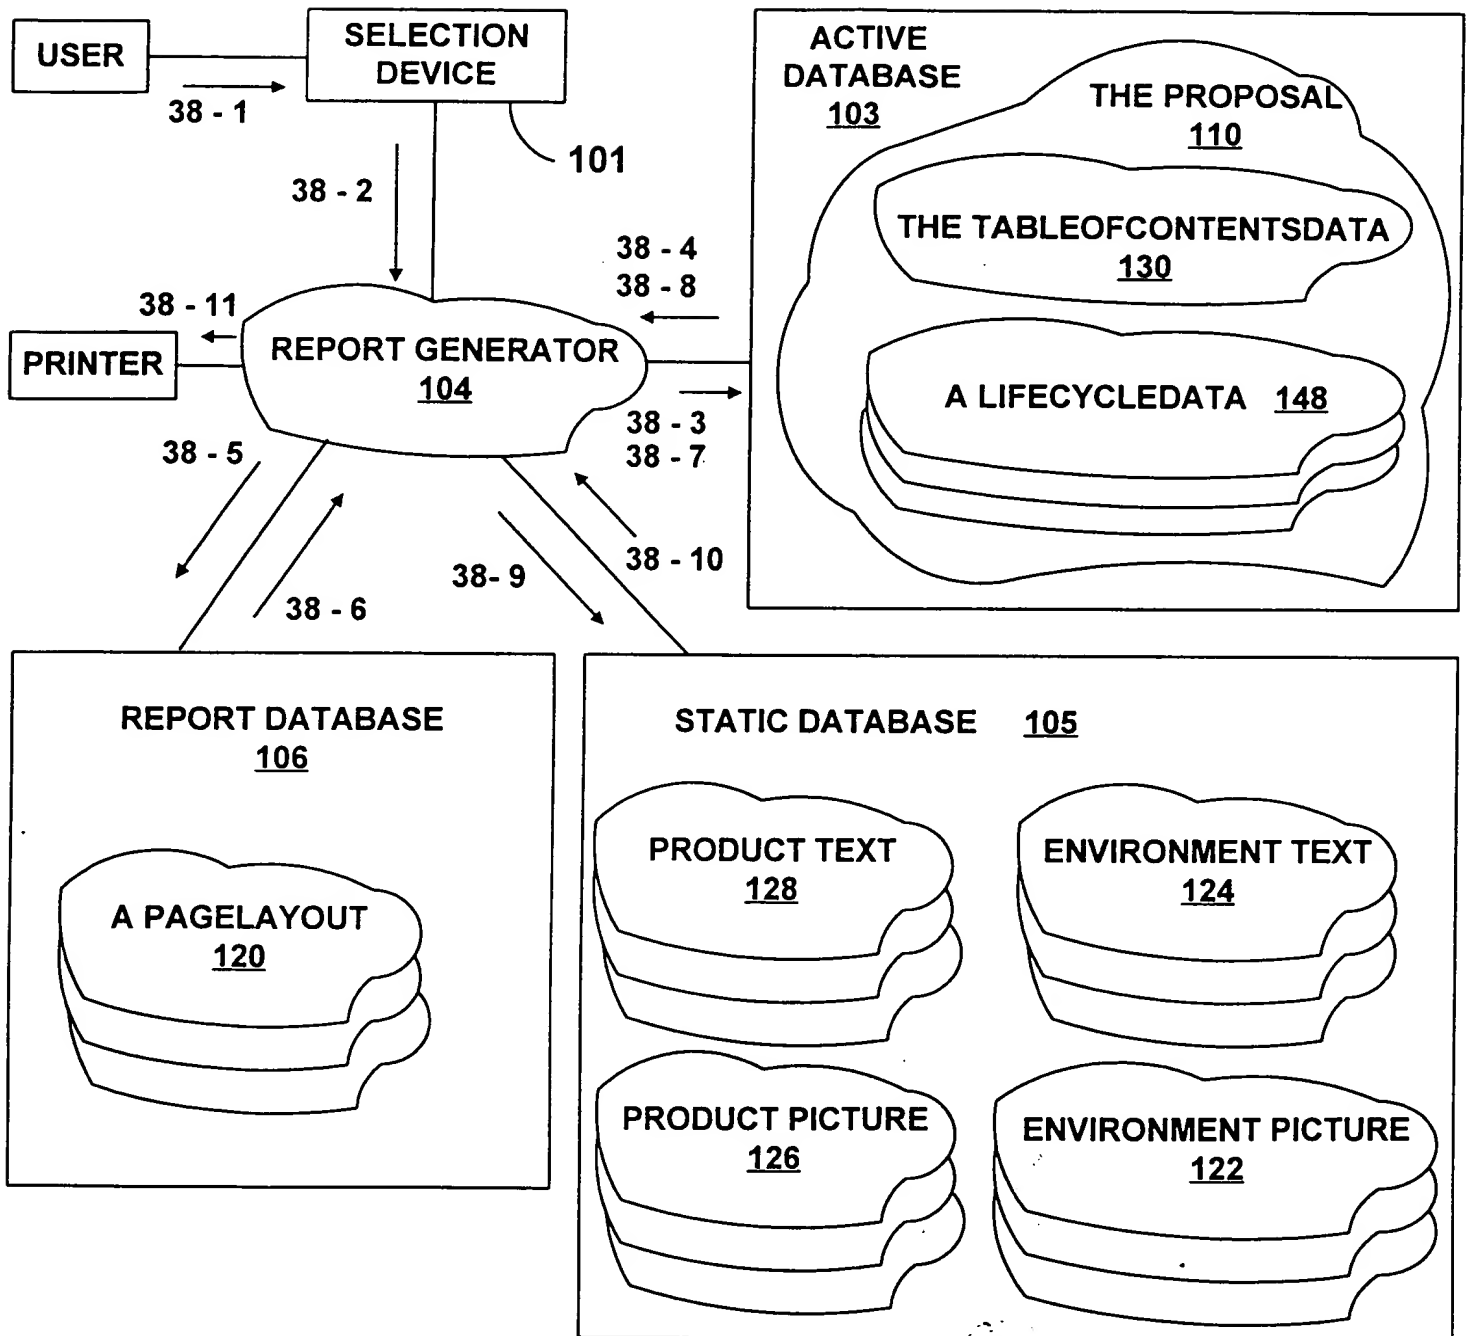 USER
38 - 1
SELECTION
DEVICE
101
38 - 2
ACTIVE
DATABASE
103
THE PROPOSAL
110
THE TABLEOFCONTENTSDATA
130
A LIFECYCLEDATA 148
38 - 4
38 - 8
38 - 11
PRINTER
REPORT GENERATOR
104
38 - 3
38 - 7
38 - 5
38 - 6
38- 9
38 - 10
REPORT DATABASE
106
A PAGELAYOUT
120
STATIC DATABASE 105
PRODUCT TEXT
128
ENVIRONMENT TEXT
124
PRODUCT PICTURE
126
ENVIRONMENT PICTURE
122